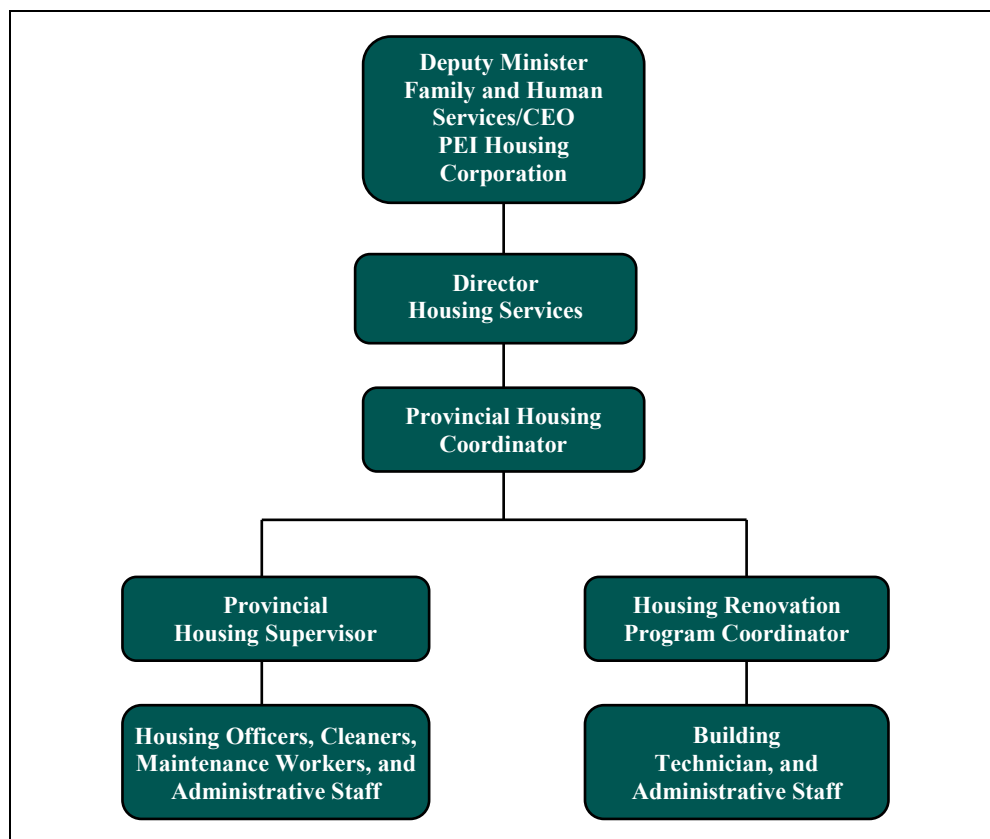 Deputy Minister
Family and Human
Services/CEO
PEI Housing
Corporation
Director
Housing Services
Provincial Housing
Coordinator
Provincial
Housing Supervisor
Housing Renovation
Program Coordinator
Housing Officers, Cleaners,
Maintenance Workers, and
Administrative Staff
Building
Technician, and
Administrative Staff